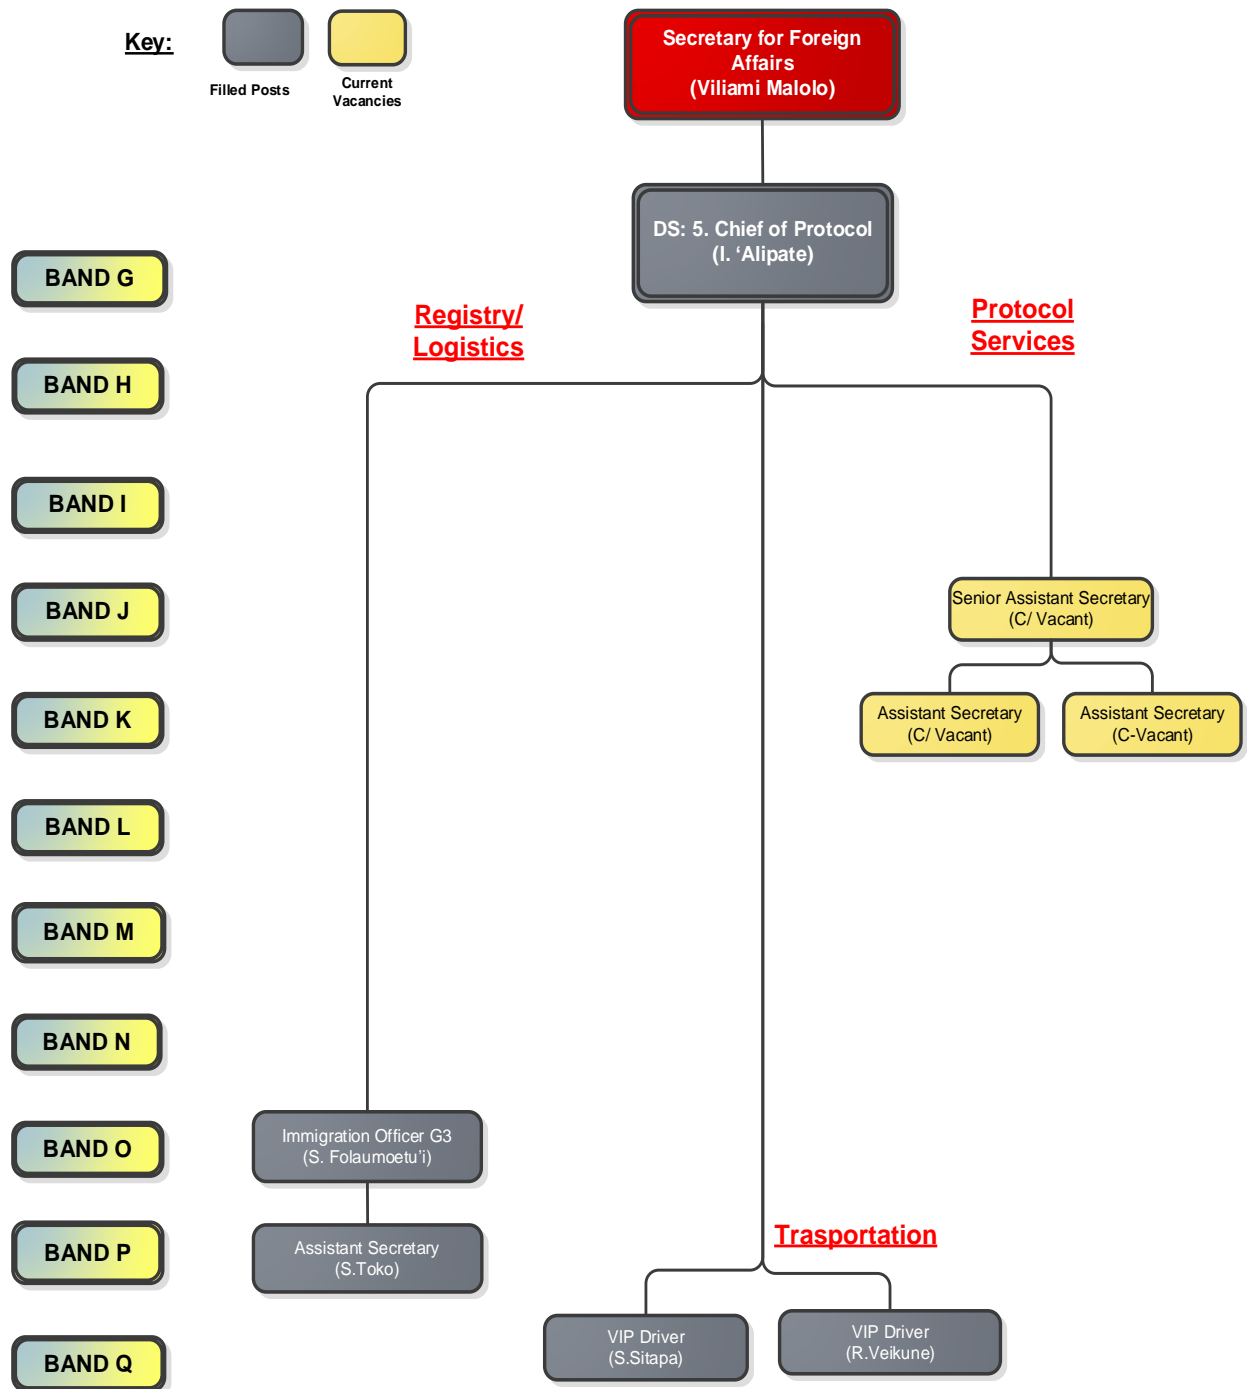 Key:
Filled Posts
Current
Vacancies
Secretary for Foreign
Affairs
(Viliami Malolo)
DS: 5. Chief of Protocol
(I. ‘Alipate)
BAND G
Registry/
Logistics
Protocol
Services
BAND H
BAND I
BAND J
Senior Assistant Secretary
(C/ Vacant)
BAND K
Assistant Secretary
(C/ Vacant)
Assistant Secretary
(C-Vacant)
BAND L
BAND M
BAND N
BAND O
Immigration Officer G3
(S. Folaumoetu’i)
BAND P
Assistant Secretary
(S.Toko)
Trasportation
BAND Q
VIP Driver
(S.Sitapa)
VIP Driver
(R.Veikune)